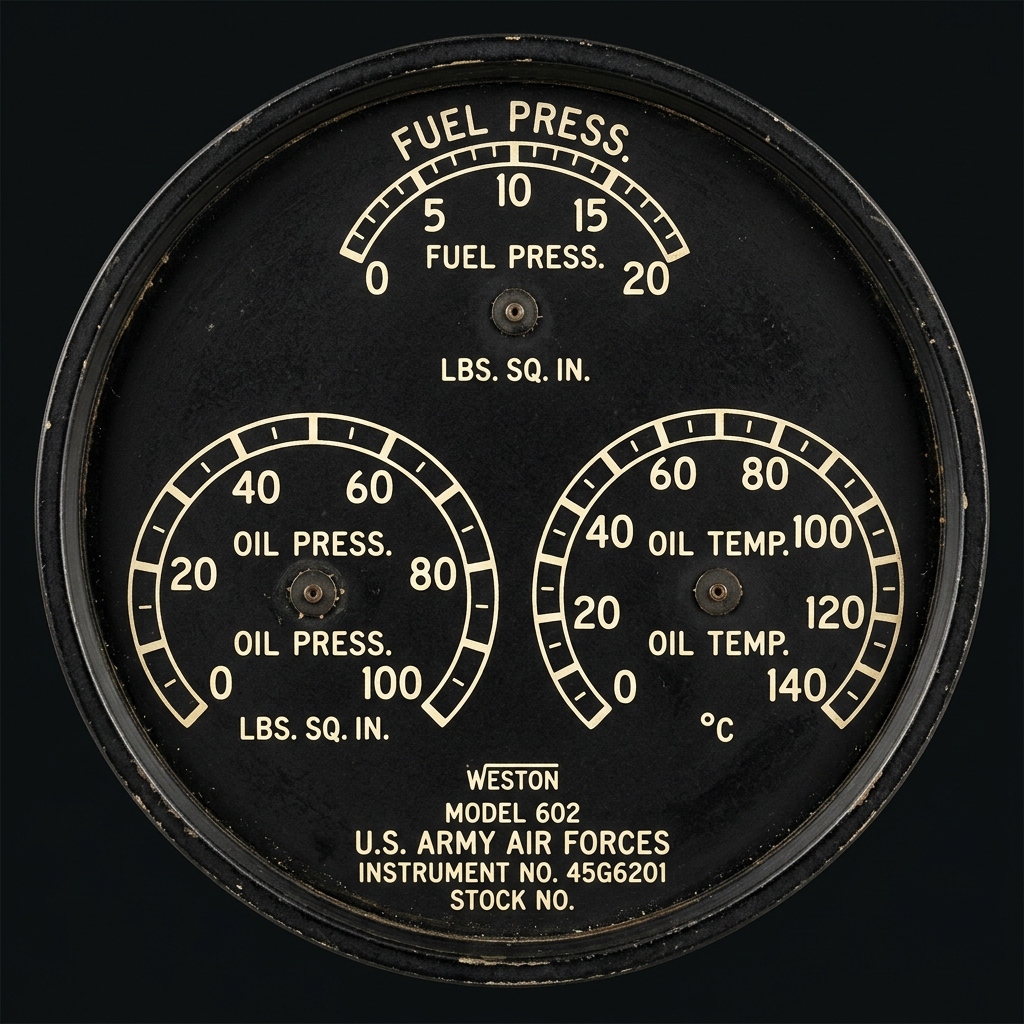 FUEL PRESS.
0 5 10 15 20
FUEL PRESS.
LBS. SQ. IN.
0 20 40 60 80 100
OIL PRESS.
OIL PRESS.
LBS. SQ. IN.
0 20 40 60 80 100 120 140
OIL TEMP.
OIL TEMP.
°C
WESTON
MODEL 602
U.S. ARMY AIR FORCES
INSTRUMENT NO. 45G6201
STOCK NO.